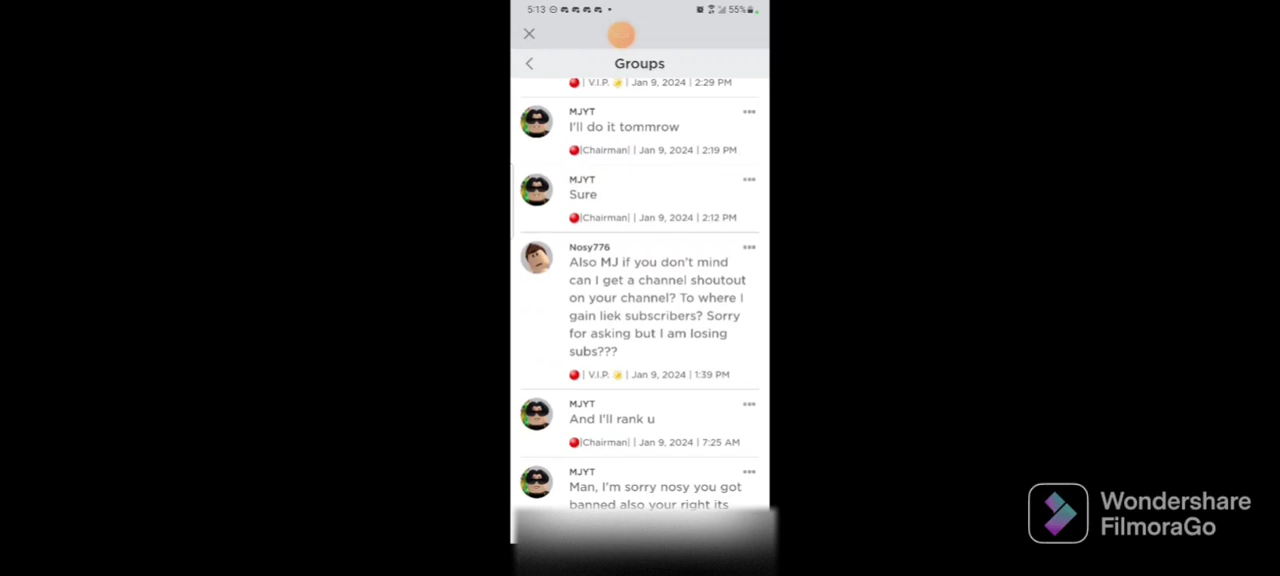 5:13
55%
Groups
| V.I.P. | Jan 9, 2024 | 2:29 PM
MJYT
I'll do it tommrow
|Chairman| | Jan 9, 2024 | 2:19 PM
MJYT
Sure
|Chairman| | Jan 9, 2024 | 2:12 PM
Nosy776
Also MJ if you don't mind
can I get a channel shoutout
on your channel? To where I
gain liek subscribers? Sorry
for asking but I am losing
subs???
| V.I.P. | Jan 9, 2024 | 1:39 PM
MJYT
And I'll rank u
|Chairman| | Jan 9, 2024 | 7:25 AM
MJYT
Man, I'm sorry nosy you got
banned also your right its
Wondershare
FilmoraGo